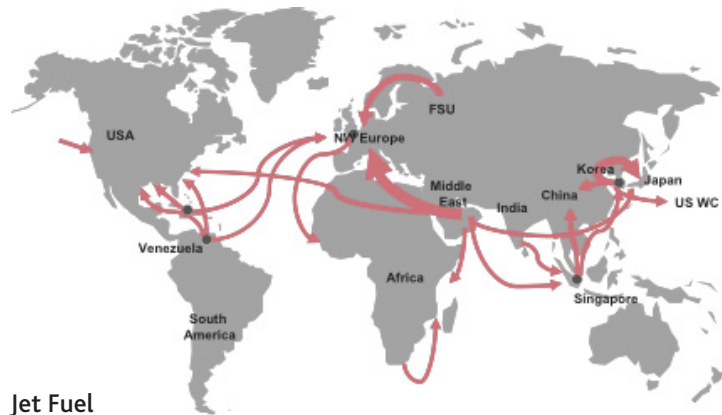 FSU
USA
NW Europe
Korea
Japan
Middle
East
China
India
US WC
Venezuela
Africa
Singapore
South
America
Jet Fuel